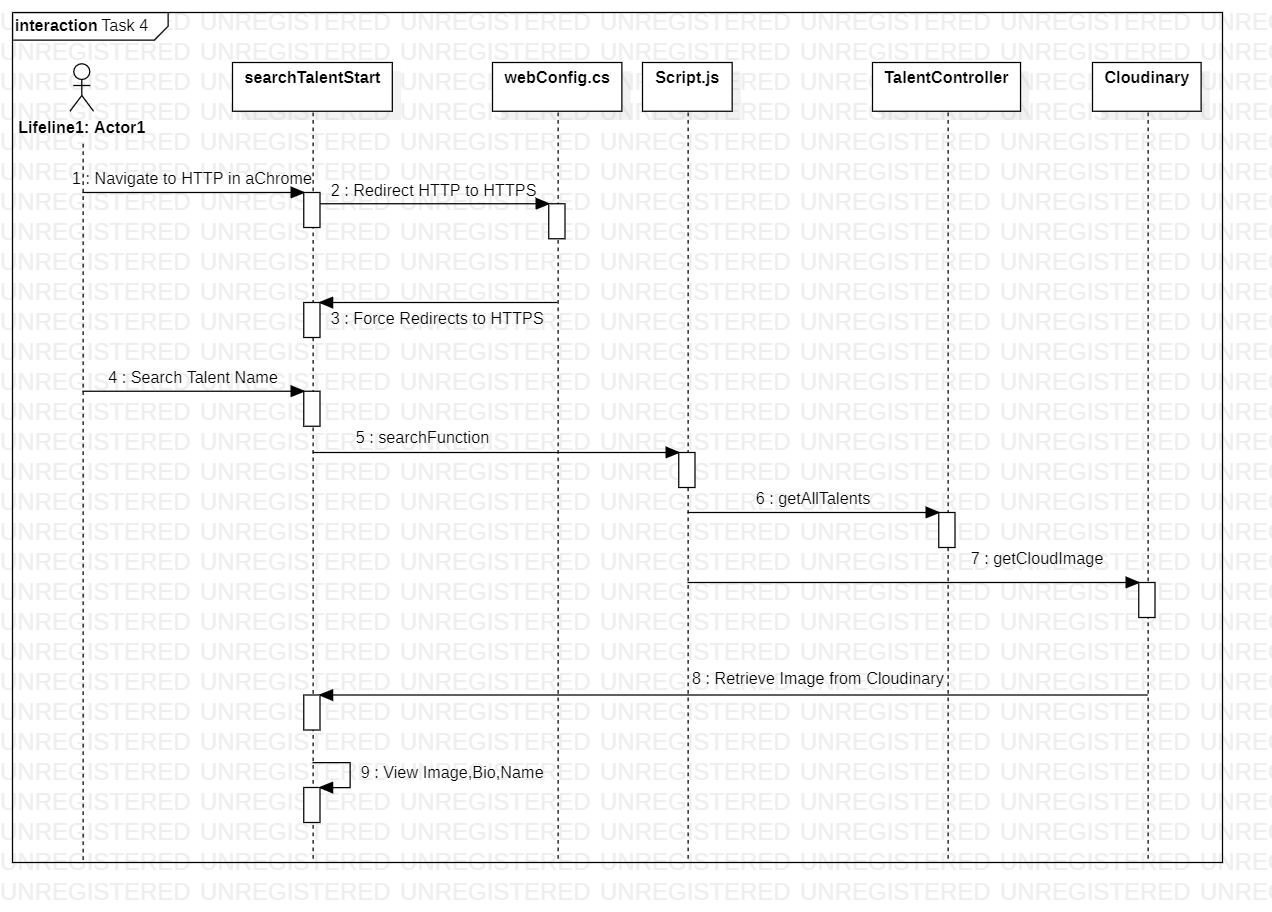 interaction Task 4
searchTalentStart
webConfig.cs
Script.js
TalentController
Cloudinary
Lifeline1: Actor1
1 : Navigate to HTTP in aChrome
2 : Redirect HTTP to HTTPS
3 : Force Redirects to HTTPS
4 : Search Talent Name
5 : searchFunction
6 : getAllTalents
7 : getCloudImage
8 : Retrieve Image from Cloudinary
9 : View Image,Bio,Name
UNREGISTERED